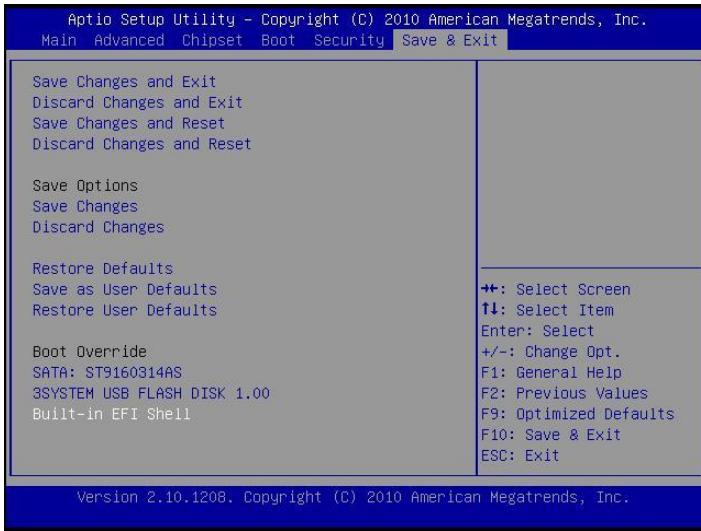 Aptio Setup Utility – Copyright (C) 2010 American Megatrends, Inc.
Main Advanced Chipset Boot Security Save & Exit
Save Changes and Exit
Discard Changes and Exit
Save Changes and Reset
Discard Changes and Reset
Save Options
Save Changes
Discard Changes
Restore Defaults
Save as User Defaults
Restore User Defaults
Boot Override
SATA: ST9160314AS
3SYSTEM USB FLASH DISK 1.00
Built-in EFI Shell
→←: Select Screen
↑↓: Select Item
Enter: Select
+/-: Change Opt.
F1: General Help
F2: Previous Values
F9: Optimized Defaults
F10: Save & Exit
ESC: Exit
Version 2.10.1208. Copyright (C) 2010 American Megatrends, Inc.